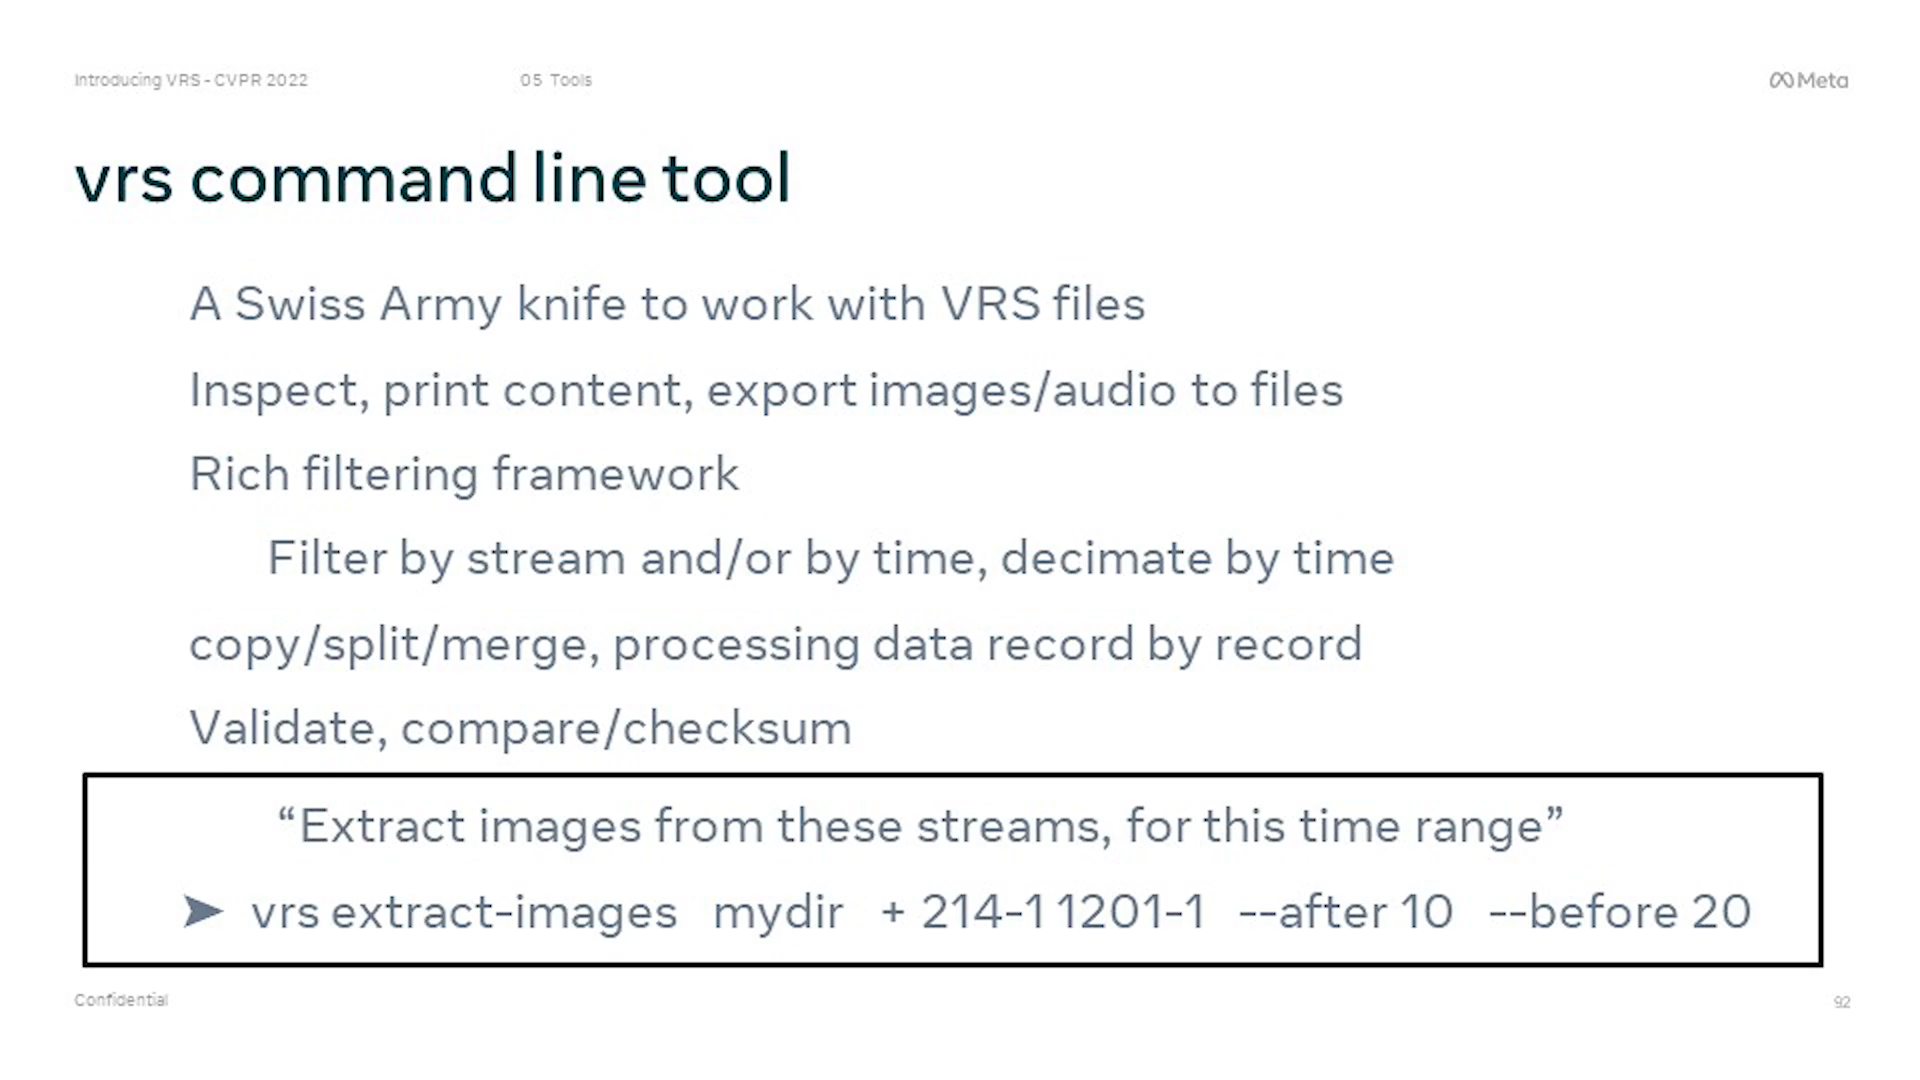 Introducing VRS - CVPR 2022
05 Tools
Meta
vrs command line tool
A Swiss Army knife to work with VRS files
Inspect, print content, export images/audio to files
Rich filtering framework
Filter by stream and/or by time, decimate by time
copy/split/merge, processing data record by record
Validate, compare/checksum
“Extract images from these streams, for this time range”
➤ vrs extract-images mydir + 214-1 1201-1 --after 10 --before 20
Confidential
92